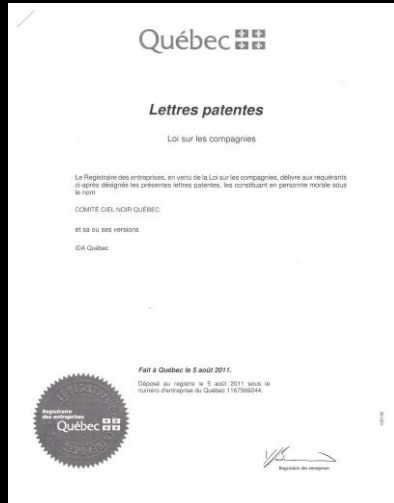 Québec
Lettres patentes
Loi sur les compagnies
Le Registraire des entreprises, en vertu de la Loi sur les compagnies, délivre aux requérants
ci-après désignés les présentes lettres patentes, les constituant en personne morale sous
le nom
COMITÉ CIEL NOIR QUÉBEC
et sa ou ses versions
IDA Québec
Fait à Québec le 5 août 2011.
Déposé au registre le 5 août 2011 sous le
numéro d'entreprise du Québec 1167569244.
Registraire
des entreprises
Québec
Registraire des entreprises